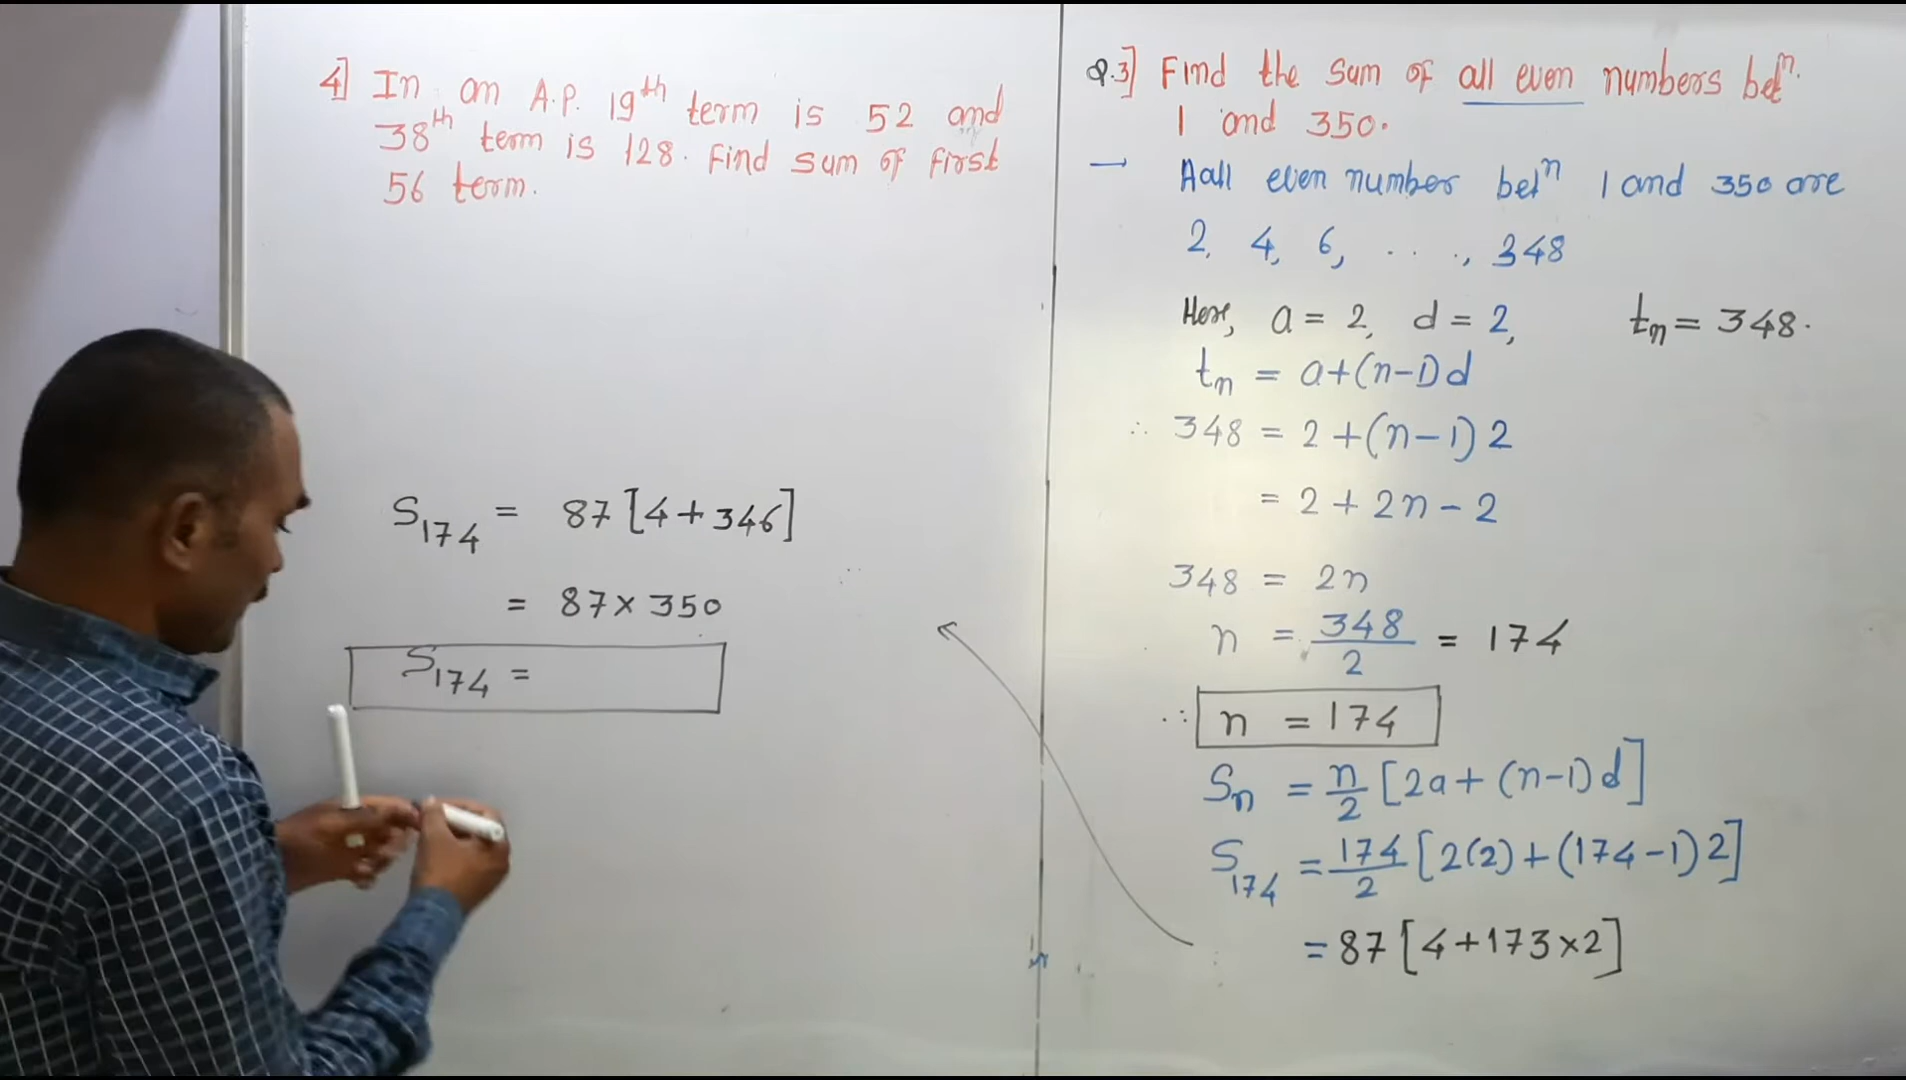 4] In an A.P. 19th term is 52 and
38th term is 128. Find sum of first
56 term.
S174 = 87 [4+346]
= 87 × 350
S174 =
Q.3] Find the sum of all even numbers betn.
1 and 350.
→ Aall even number betn 1 and 350 are
2, 4, 6, . . ., 348
Here, a = 2, d = 2, tn = 348.
tn = a+(n-1)d
∴ 348 = 2 +(n-1) 2
= 2 + 2n - 2
348 = 2n
n = 348/2 = 174
∴ n = 174
Sn = n/2 [2a + (n-1)d]
S174 = 174/2 [2(2) + (174-1) 2]
= 87 [4+173×2]